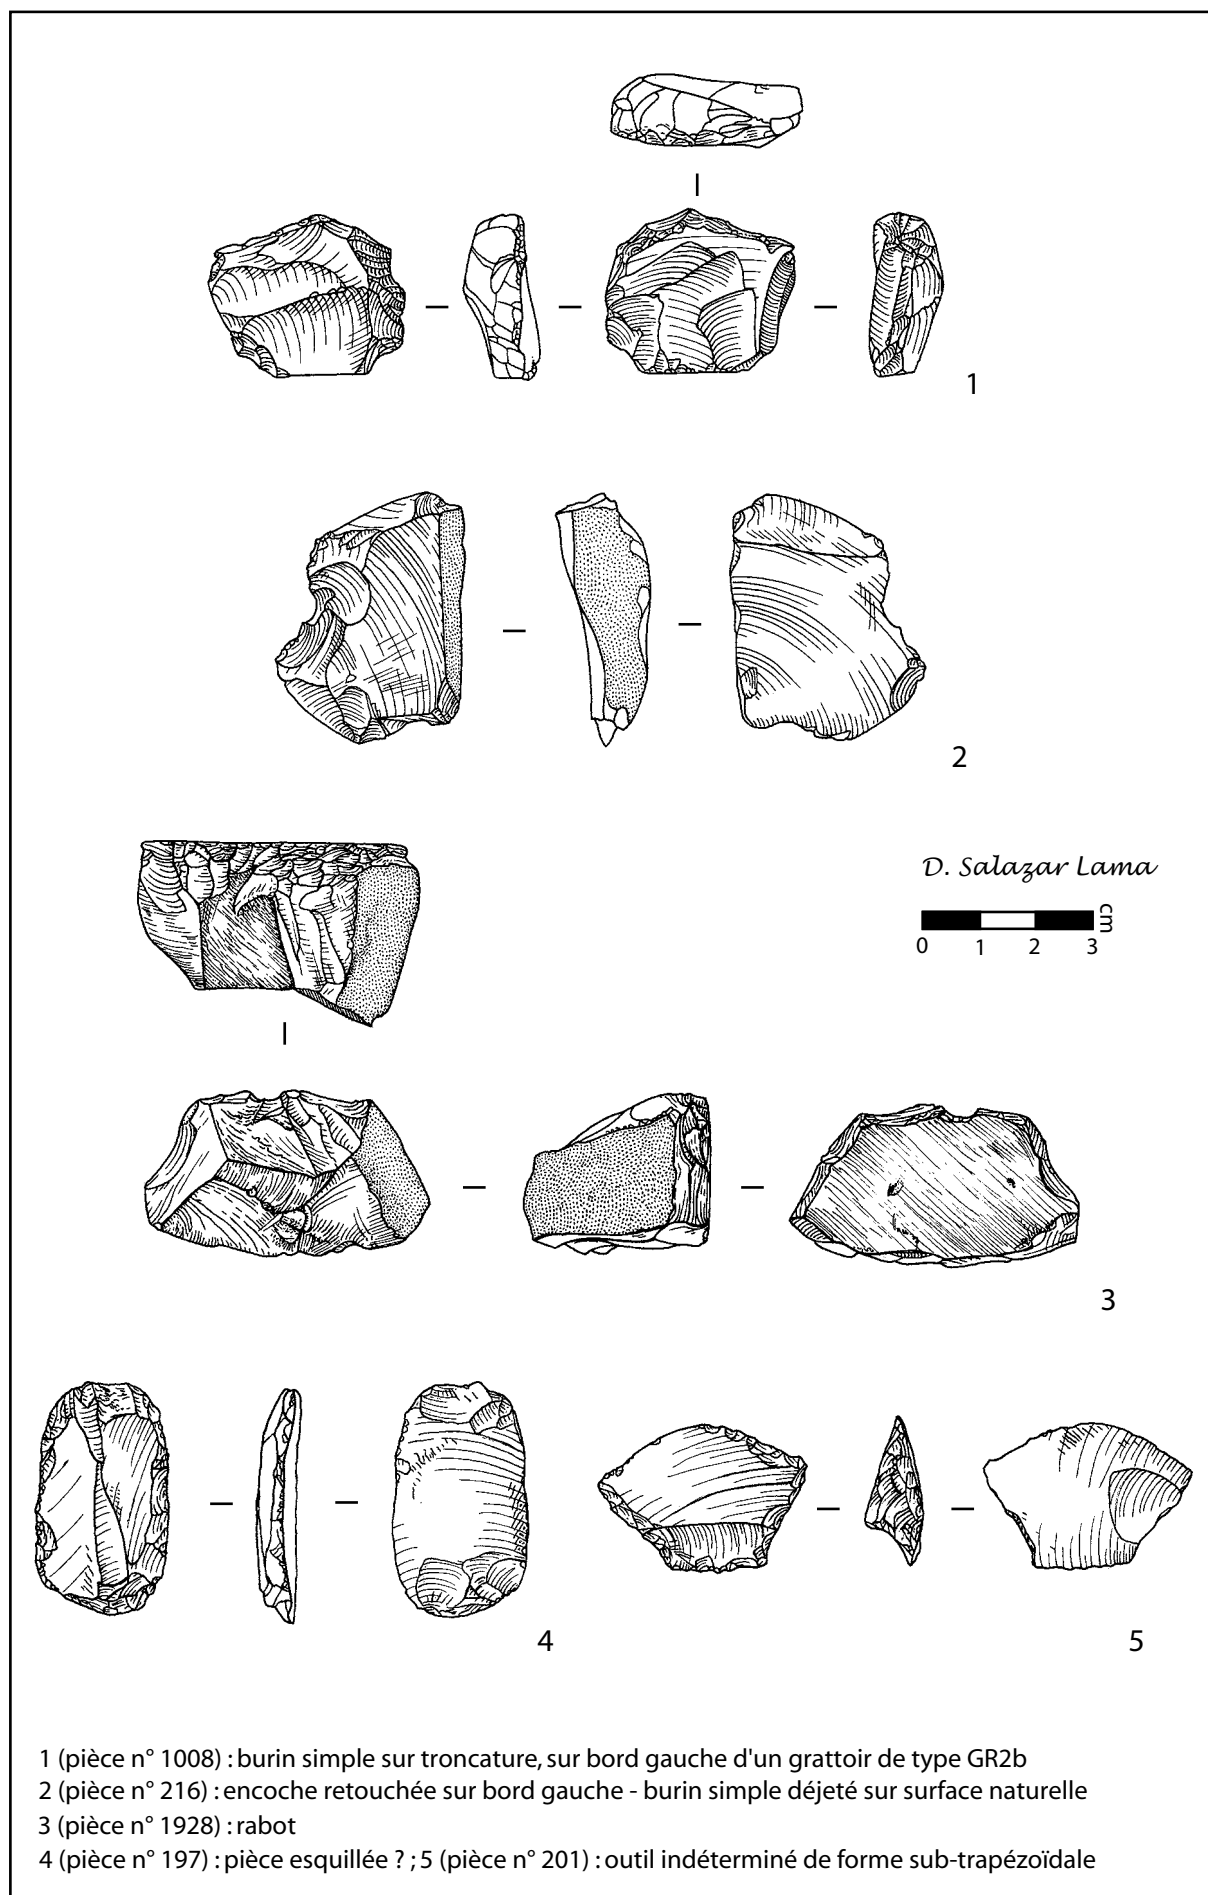 1
2
D. Salazar Lama
cm
0 1 2 3
3
4
5
1 (pièce n° 1008) : burin simple sur troncature, sur bord gauche d'un grattoir de type GR2b
2 (pièce n° 216) : encoche retouchée sur bord gauche - burin simple déjeté sur surface naturelle
3 (pièce n° 1928) : rabot
4 (pièce n° 197) : pièce esquillée ? ; 5 (pièce n° 201) : outil indéterminé de forme sub-trapézoïdale